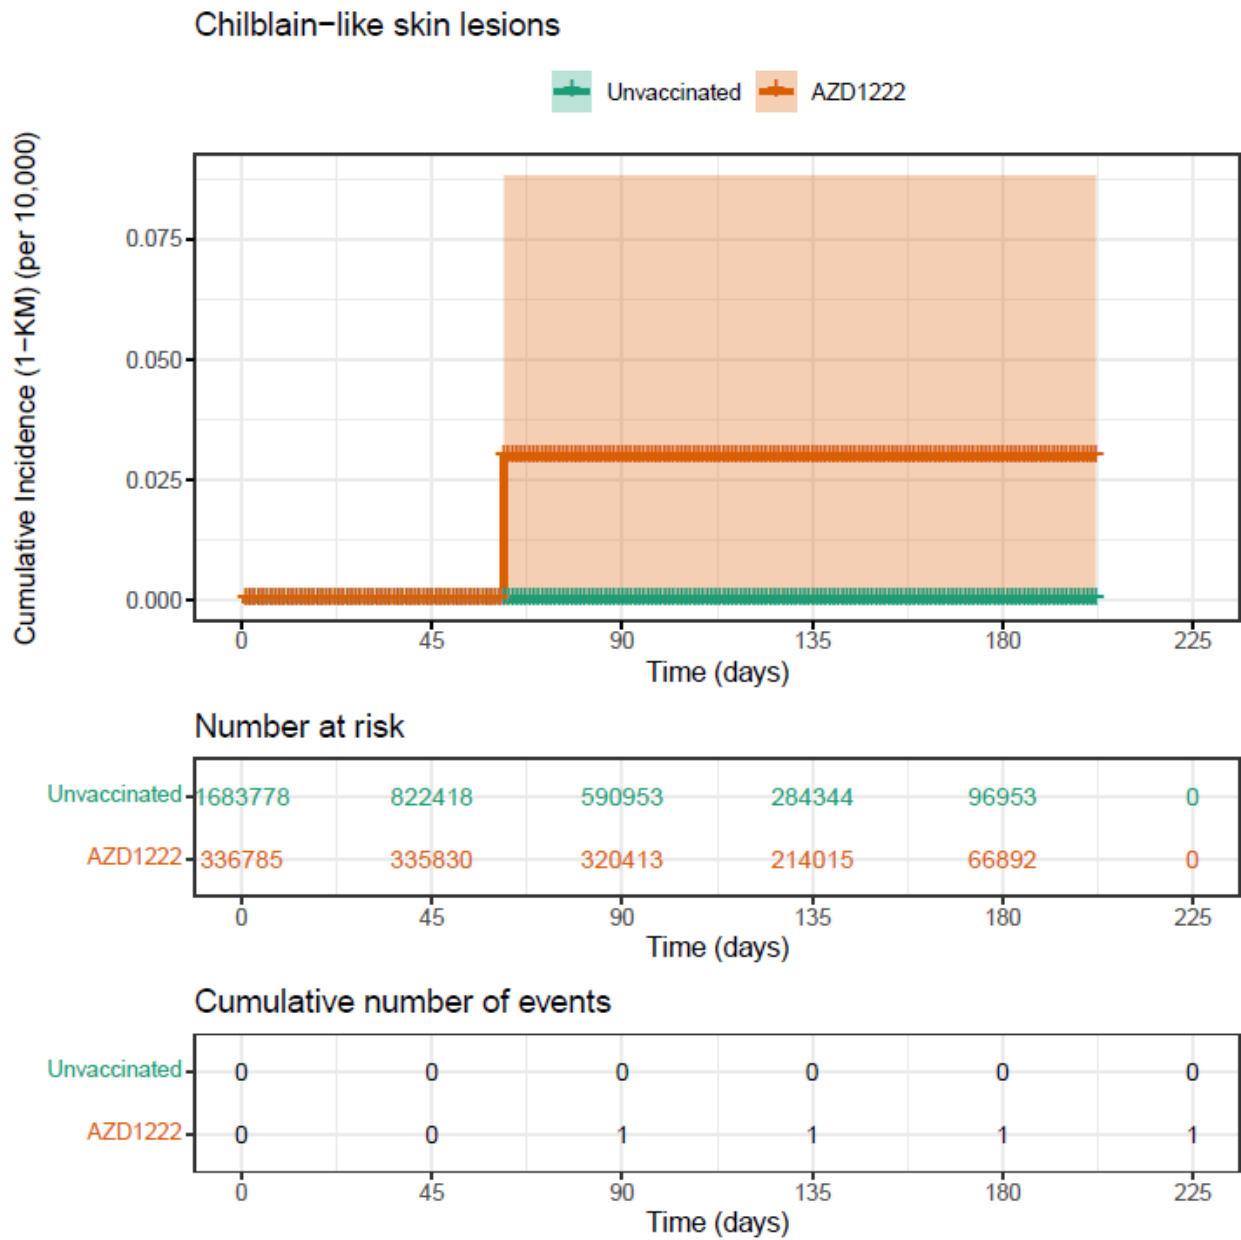 Chilblain−like skin lesions
Unvaccinated AZD1222
Cumulative Incidence (1−KM) (per 10,000)
0.075
0.050
0.025
0.000
0 45 90 135 180 225
Time (days)
Number at risk
Unvaccinated 1683778 822418 590953 284344 96953 0
AZD1222 336785 335830 320413 214015 66892 0
0 45 90 135 180 225
Time (days)
Cumulative number of events
Unvaccinated 0 0 0 0 0 0
AZD1222 0 0 1 1 1 1
0 45 90 135 180 225
Time (days)